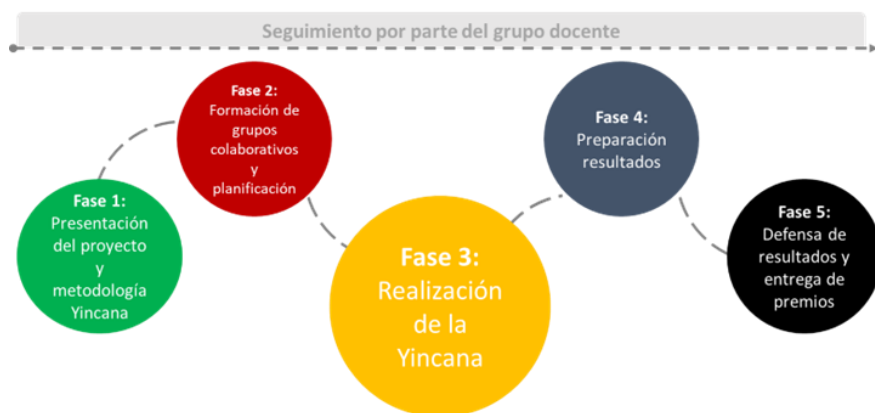 Seguimiento por parte del grupo docente
Fase 1:
Presentación
del proyecto
y
metodología
Yincana
Fase 2:
Formación de
grupos
colaborativos
y
planificación
Fase 3:
Realización
de la
Yincana
Fase 4:
Preparación
resultados
Fase 5:
Defensa de
resultados y
entrega de
premios